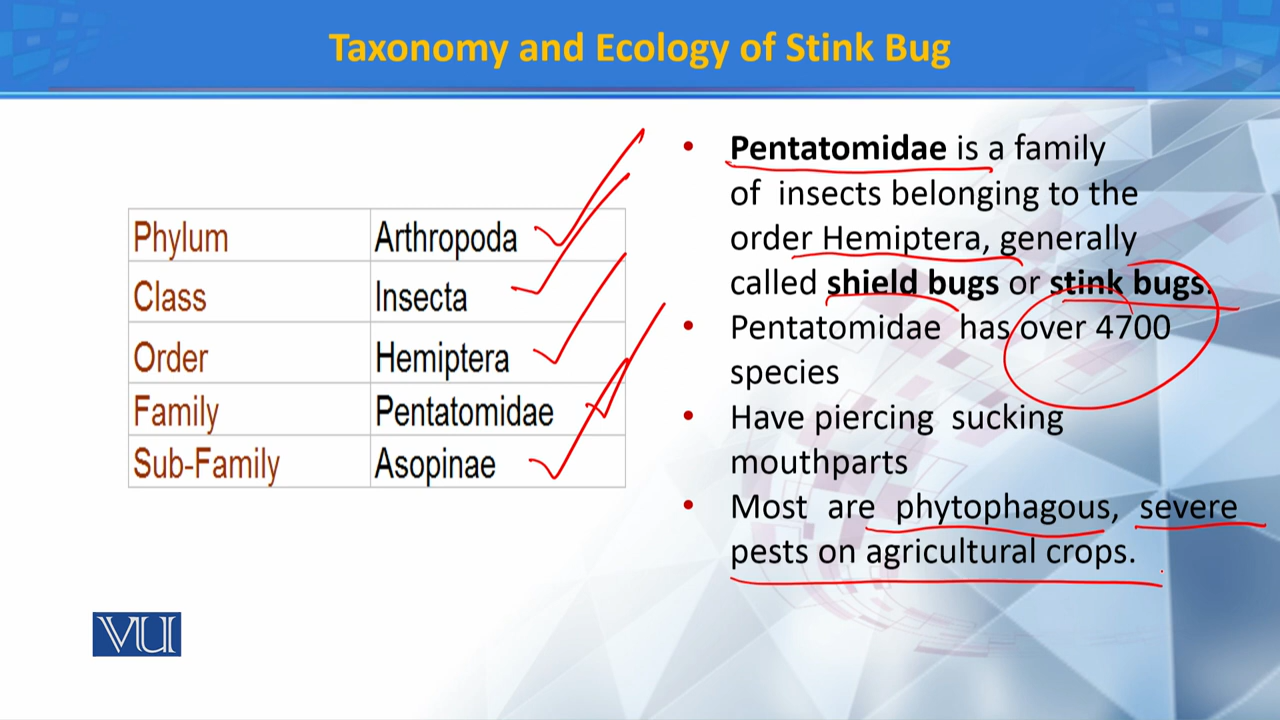 Taxonomy and Ecology of Stink Bug
Phylum Arthropoda
Class Insecta
Order Hemiptera
Family Pentatomidae
Sub-Family Asopinae
• Pentatomidae is a family
of insects belonging to the
order Hemiptera, generally
called shield bugs or stink bugs.
• Pentatomidae has over 4700
species
• Have piercing sucking
mouthparts
• Most are phytophagous, severe
pests on agricultural crops.
VU